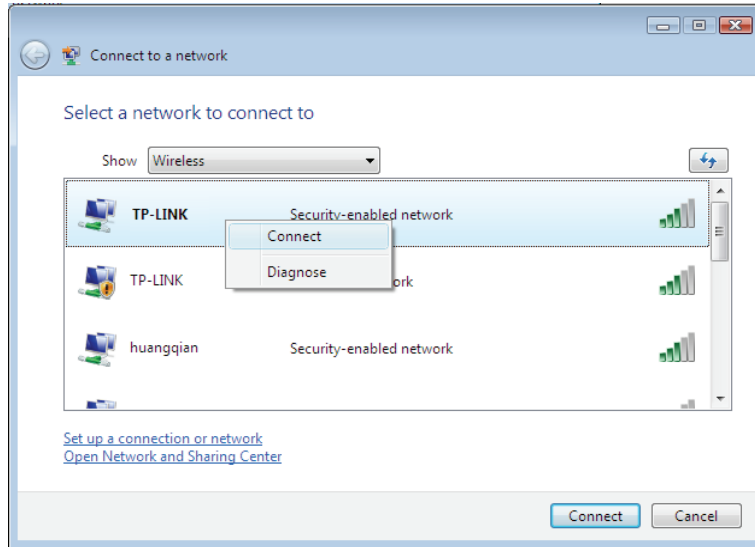 Connect to a network
Select a network to connect to
Show Wireless
TP-LINK Security-enabled network
Connect
TP-LINK ork
Diagnose
huangqian Security-enabled network
Set up a connection or network
Open Network and Sharing Center
Connect Cancel